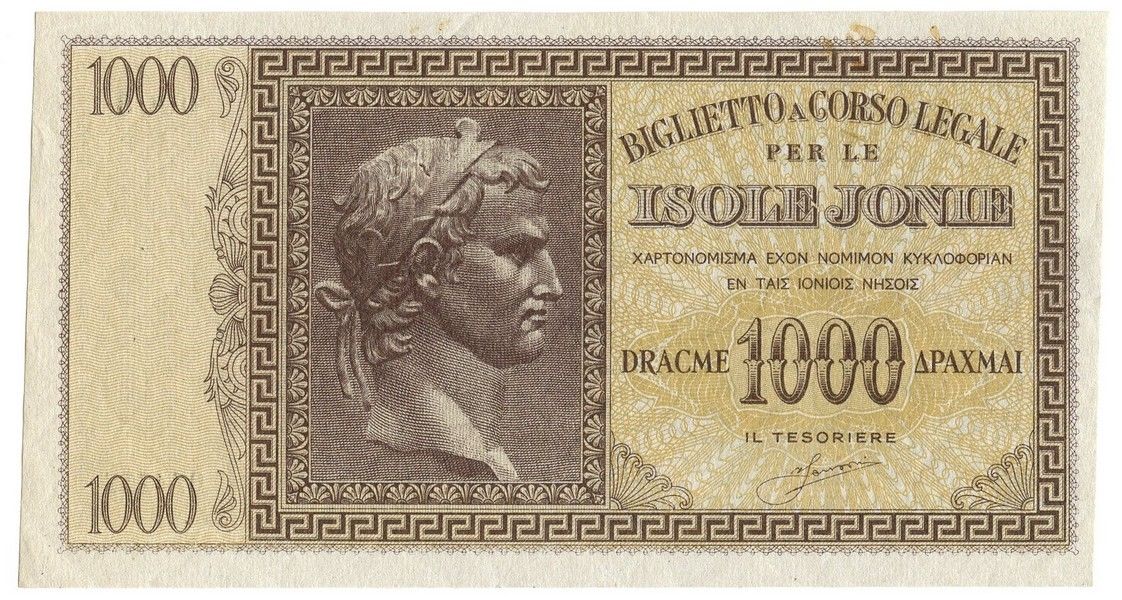 1000
1000
BIGLIETTO A CORSO LEGALE
PER LE
ISOLE JONIE
ΧΑΡΤΟΝΟΜΙΣΜΑ ΕΧΟΝ ΝΟΜΙΜΟΝ ΚΥΚΛΟΦΟΡΙΑΝ
ΕΝ ΤΑΙΣ ΙΟΝΙΟΙΣ ΝΗΣΟΙΣ
DRACME 1000 ΔΡΑΧΜΑΙ
IL TESORIERE